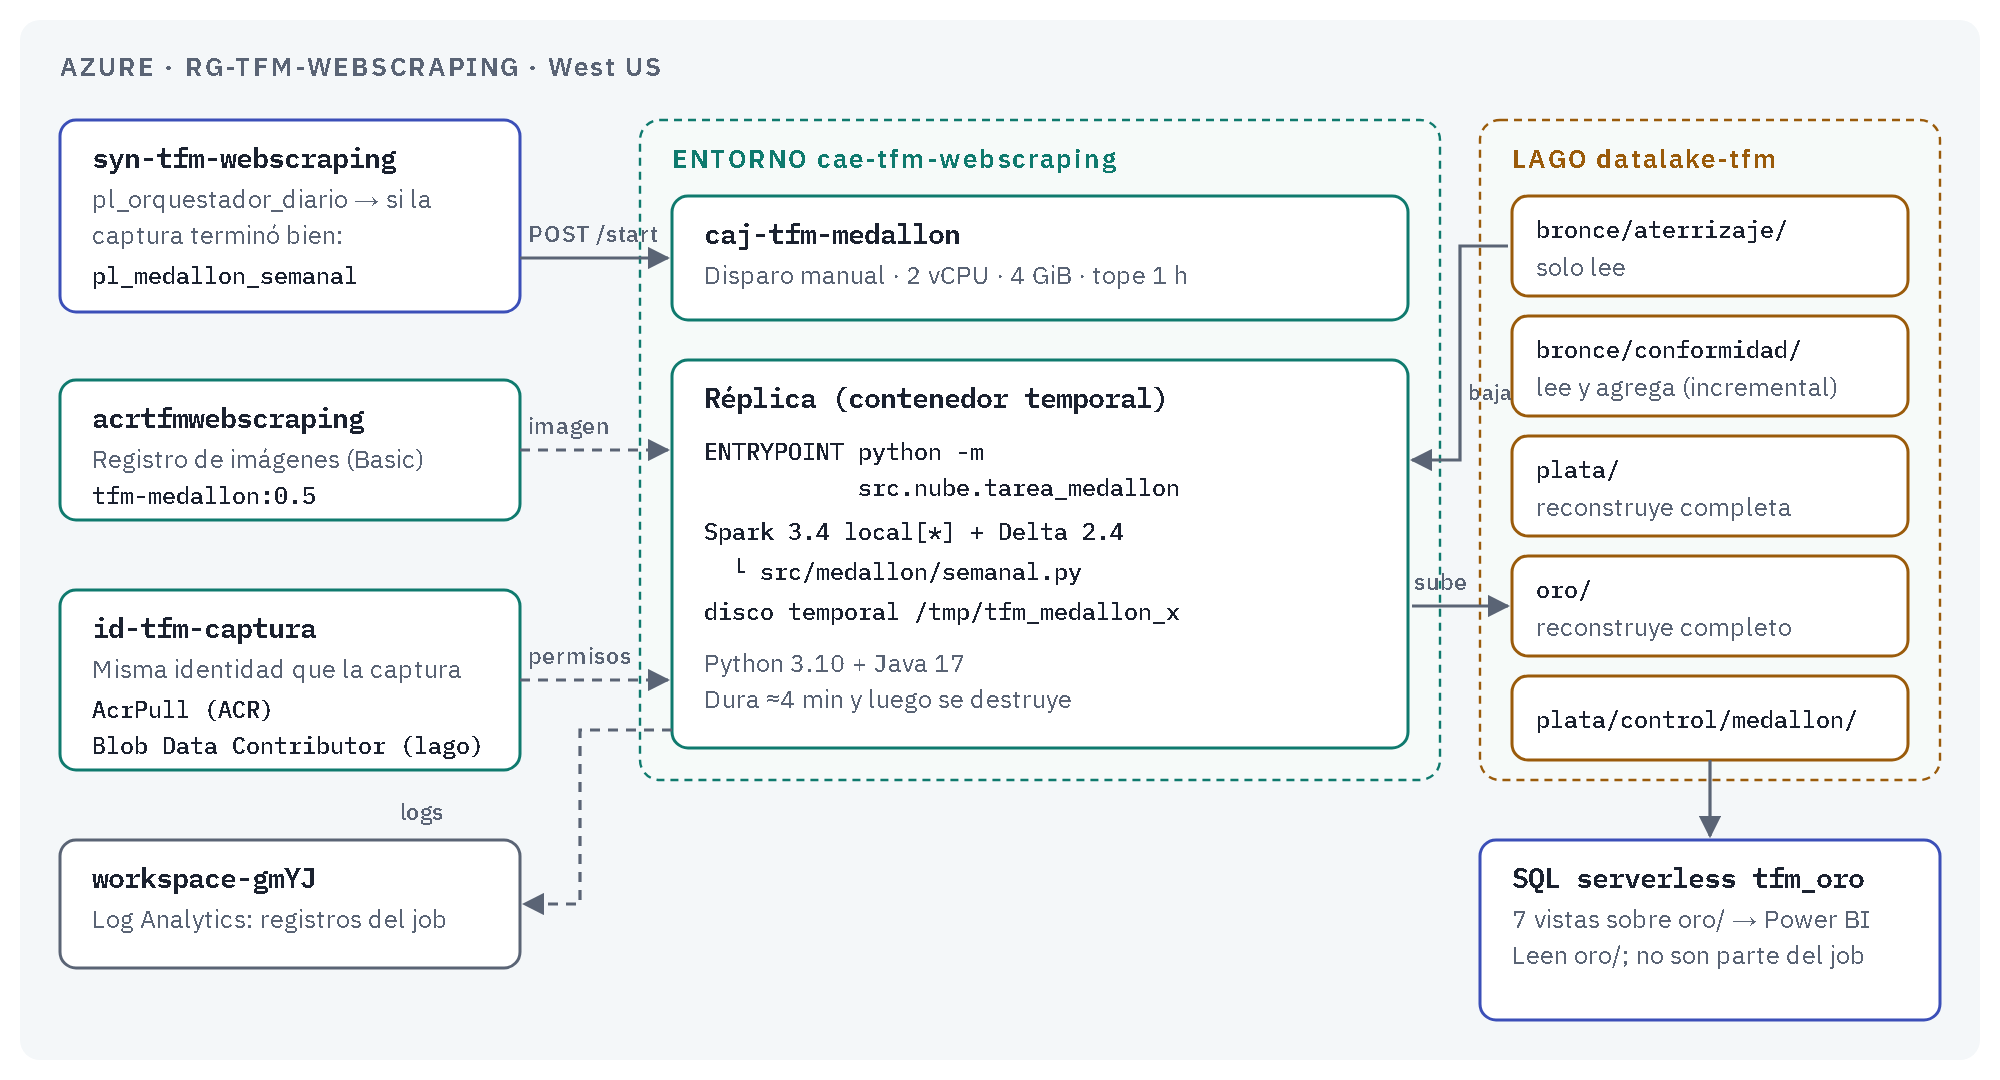 AZURE · RG-TFM-WEBSCRAPING · West US
syn-tfm-webscraping
pl_orquestador_diario → si la
captura terminó bien:
pl_medallon_semanal
POST /start
acrtfmwebscraping
Registro de imágenes (Basic)
tfm-medallon:0.5
imagen
id-tfm-captura
Misma identidad que la captura
AcrPull (ACR)
Blob Data Contributor (lago)
permisos
logs
workspace-gmYJ
Log Analytics: registros del job
ENTORNO cae-tfm-webscraping
caj-tfm-medallon
Disparo manual · 2 vCPU · 4 GiB · tope 1 h
Réplica (contenedor temporal)
ENTRYPOINT python -m
src.nube.tarea_medallon
Spark 3.4 local[*] + Delta 2.4
└ src/medallon/semanal.py
disco temporal /tmp/tfm_medallon_x
Python 3.10 + Java 17
Dura ≈4 min y luego se destruye
baja
sube
LAGO datalake-tfm
bronce/aterrizaje/
solo lee
bronce/conformidad/
lee y agrega (incremental)
plata/
reconstruye completa
oro/
reconstruye completo
plata/control/medallon/
SQL serverless tfm_oro
7 vistas sobre oro/ → Power BI
Leen oro/; no son parte del job